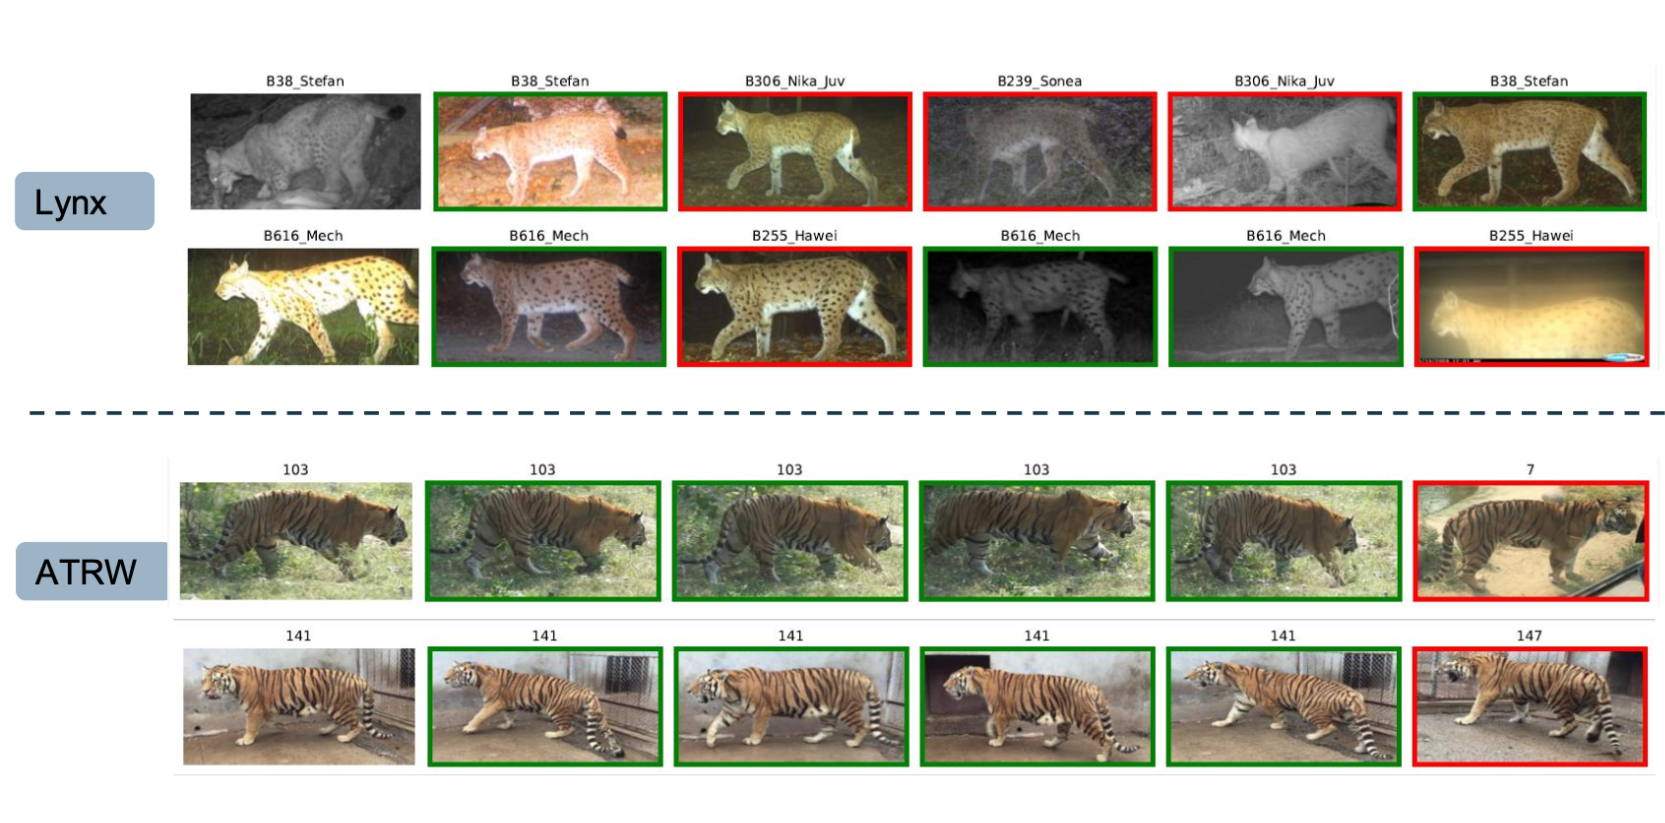 B38_Stefan B38_Stefan B306_Nika_Juv B239_Sonea B306_Nika_Juv B38_Stefan
Lynx
B616_Mech B616_Mech B255_Hawei B616_Mech B616_Mech B255_Hawei
103 103 103 103 103 7
ATRW
141 141 141 141 141 147